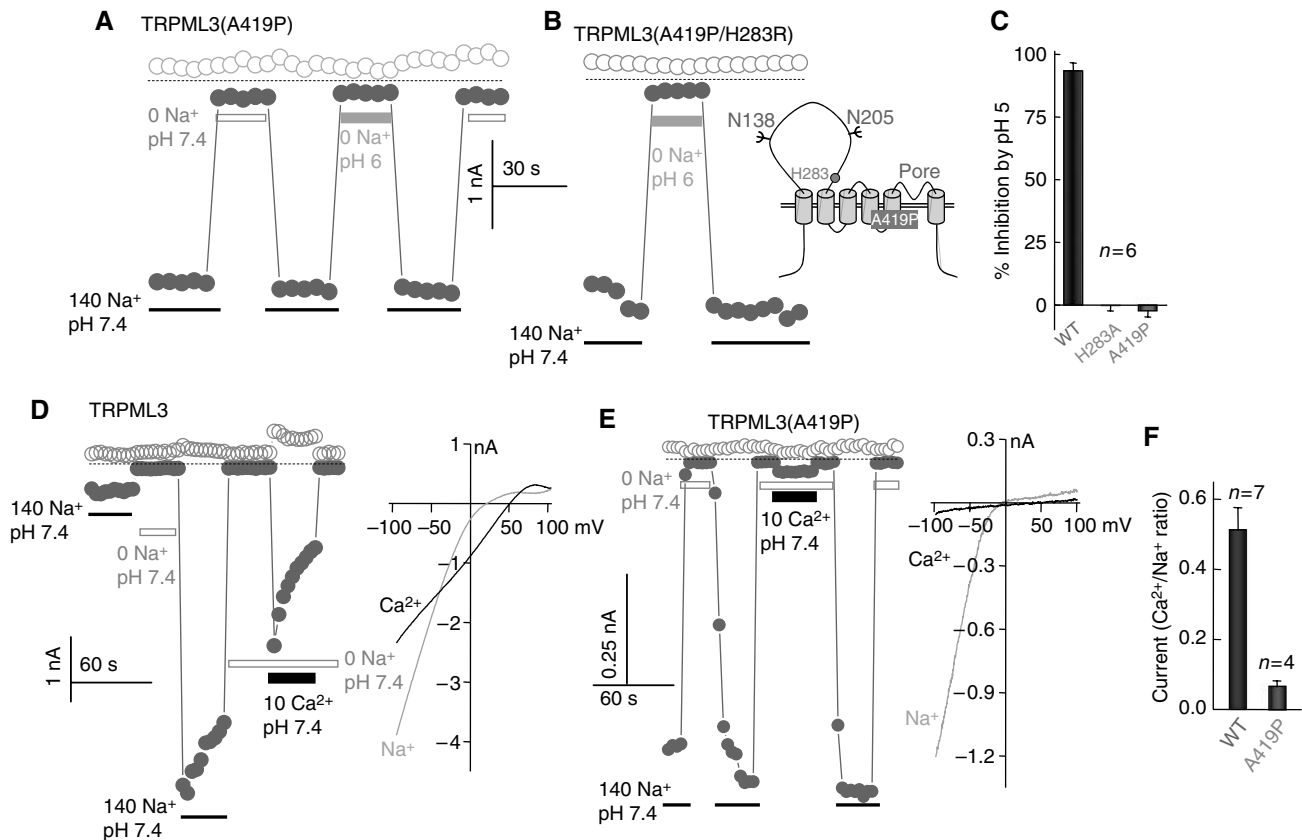 A
TRPML3(A419P)
0 Na⁺
pH 7.4
0 Na⁺
pH 6
1 nA
30 s
140 Na⁺
pH 7.4
B
TRPML3(A419P/H283R)
0 Na⁺
pH 6
N138
N205
H283
Pore
A419P
140 Na⁺
pH 7.4
C
% Inhibition by pH 5
100
75
50
25
0
n=6
WT
H283A
A419P
D
TRPML3
140 Na⁺
pH 7.4
0 Na⁺
pH 7.4
1 nA
60 s
0 Na⁺
pH 7.4
10 Ca²⁺
pH 7.4
140 Na⁺
pH 7.4
1
nA
−100
−50
50
100 mV
−1
−2
−3
−4
Ca²⁺
Na⁺
E
TRPML3(A419P)
0 Na⁺
pH 7.4
10 Ca²⁺
pH 7.4
0.25 nA
60 s
140 Na⁺
pH 7.4
0.3
nA
−100
−50
50
100 mV
−0.3
−0.6
−0.9
−1.2
Ca²⁺
Na⁺
F
Current (Ca²⁺/Na⁺ ratio)
0.6
0.4
0.2
0.0
n=7
n=4
WT
A419P